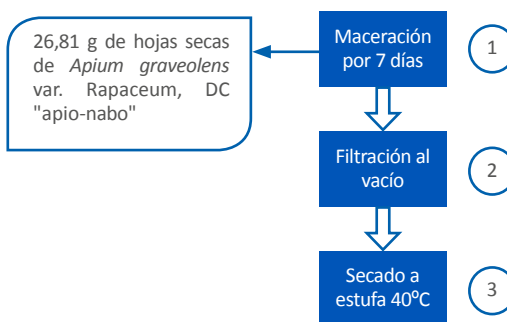 26,81 g de hojas secas
de Apium graveolens
var. Rapaceum, DC
"apio-nabo"
Maceración
por 7 días
1
Filtración al
vacío
2
Secado a
estufa 40ºC
3